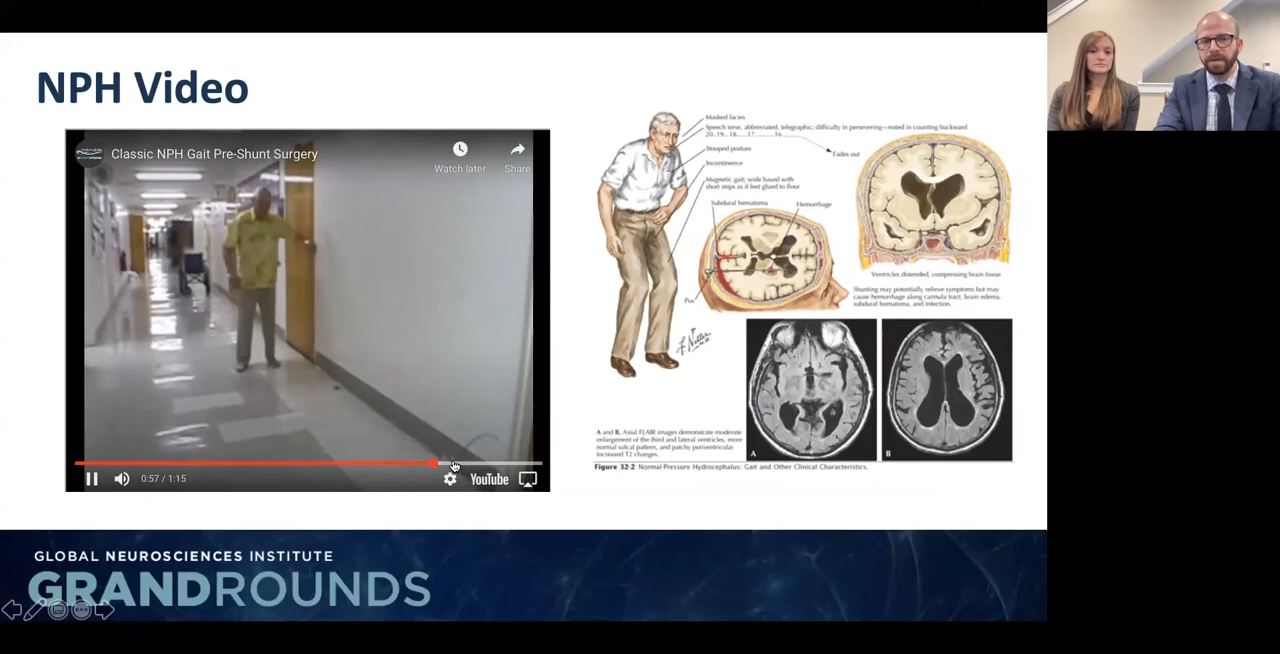 NPH Video
Classic NPH Gait Pre-Shunt Surgery
Watch later
Share
0:57 / 1:15
YouTube
Masked facies
Speech terse, abbreviated, telegraphic; difficulty in persevering—noted in counting backward
20...19...18......17........16
Fades out
Stooped posture
Incontinence
Magnetic gait; wide based with
short steps as if feet glued to floor
Subdural hematoma
Hemorrhage
Pus
Ventricles distended, compressing brain tissue
Shunting may potentially relieve symptoms but may
cause hemorrhage along cannula tract, brain edema,
subdural hematoma, and infection.
A and B, Axial FLAIR images demonstrate moderate
enlargement of the third and lateral ventricles, more
normal sulcal pattern, and patchy periventricular
increased T2 changes.
A
B
Figure 32-2 Normal-Pressure Hydrocephalus: Gait and Other Clinical Characteristics.
GLOBAL NEUROSCIENCES INSTITUTE
GRANDROUNDS